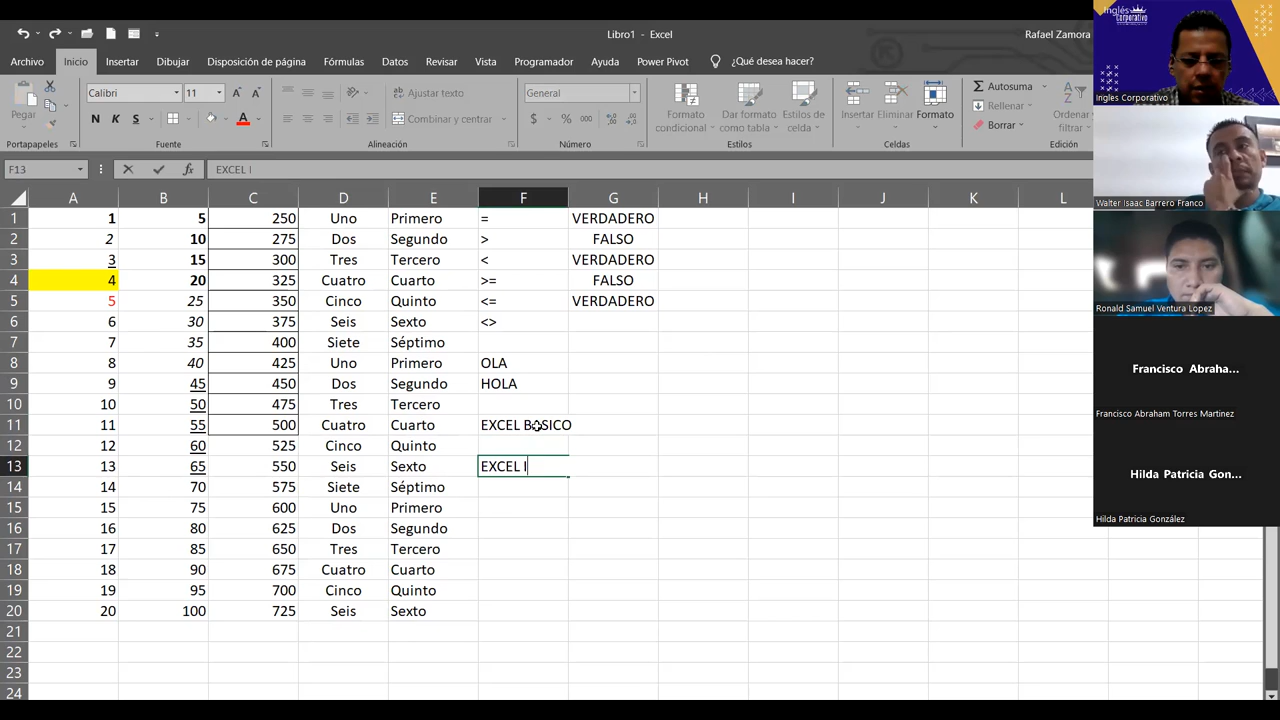 Libro1 - Excel
Rafael Zamora
Archivo Inicio Insertar Dibujar Disposición de página Fórmulas Datos Revisar Vista Programador Ayuda Power Pivot ¿Qué desea hacer?
Pegar
Calibri 11
N K S
Ajustar texto
Combinar y centrar
General
$ % 000
Formato condicional
Dar formato como tabla
Estilos de celda
Insertar Eliminar Formato
Autosuma
Rellenar
Borrar
Ordenar filtrar
Portapapeles Fuente Alineación Número Estilos Celdas Edición
F13 fx EXCEL I
A B C D E F G H I J K L
1 1 5 250 Uno Primero = VERDADERO
2 2 10 275 Dos Segundo > FALSO
3 3 15 300 Tres Tercero < VERDADERO
4 4 20 325 Cuatro Cuarto >= FALSO
5 5 25 350 Cinco Quinto <= VERDADERO
6 6 30 375 Seis Sexto <>
7 7 35 400 Siete Séptimo
8 8 40 425 Uno Primero OLA
9 9 45 450 Dos Segundo HOLA
10 10 50 475 Tres Tercero
11 11 55 500 Cuatro Cuarto EXCEL BASICO
12 12 60 525 Cinco Quinto
13 13 65 550 Seis Sexto EXCEL I
14 14 70 575 Siete Séptimo
15 15 75 600 Uno Primero
16 16 80 625 Dos Segundo
17 17 85 650 Tres Tercero
18 18 90 675 Cuatro Cuarto
19 19 95 700 Cinco Quinto
20 20 100 725 Seis Sexto
21
22
23
24
Inglés Corporativo
Ingles Corporativo
Walter Isaac Barrero Franco
Ronald Samuel Ventura Lopez
Francisco Abraha...
Francisco Abraham Torres Martinez
Hilda Patricia Gon...
Hilda Patricia González